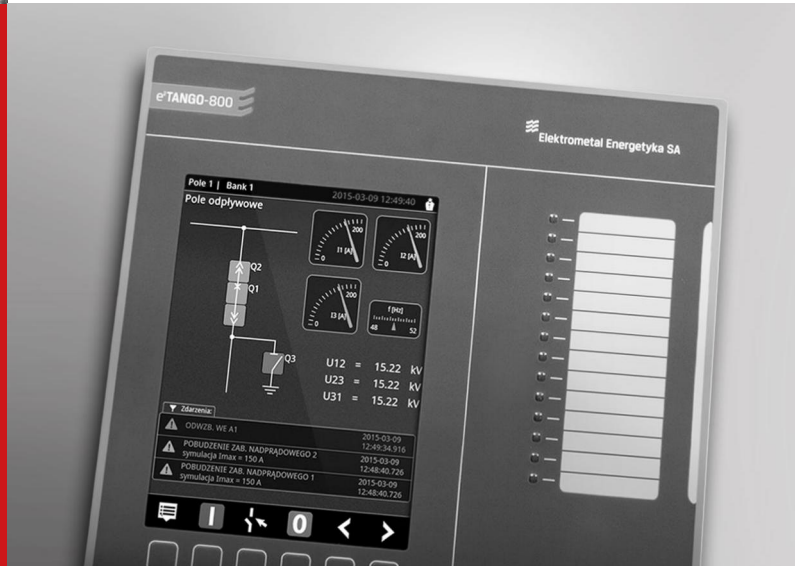 e²TANGO-800
Elektrometal Energetyka SA
Pole 1 | Bank 1
2015-03-09 12:49:40
Pole odpływowe
200
0
I1 [A]
200
0
I2 [A]
Q2
Q1
200
0
I3 [A]
f [Hz]
48
52
Q3
U12 = 15.22 kV
U23 = 15.22 kV
U31 = 15.22 kV
Zdarzenia:
ODWZB. WE A1
2015-03-09
12:49:34.916
POBUDZENIE ZAB. NADPRĄDOWEGO 2
symulacja Imax = 150 A
2015-03-09
12:48:40.726
POBUDZENIE ZAB. NADPRĄDOWEGO 1
symulacja Imax = 150 A
2015-03-09
12:48:40.726
I
0